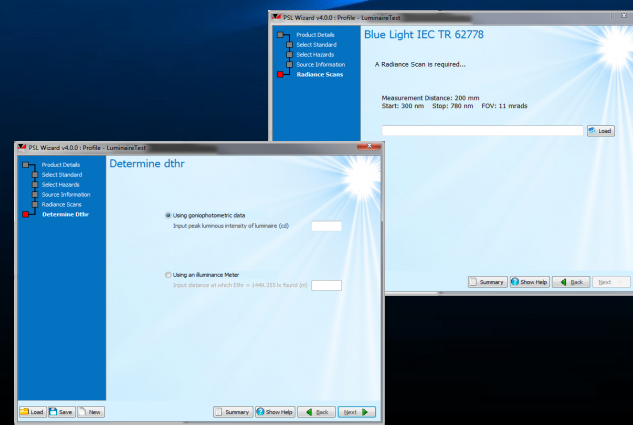 PSL Wizard v4.0.0 : Profile - LuminaireTest
Product Details
Select Standard
Select Hazards
Source Information
Radiance Scans
Blue Light IEC TR 62778
A Radiance Scan is required...
Measurement Distance: 200 mm
Start: 300 nm Stop: 780 nm FOV: 11 mrads
Load
Summary
Show Help
Back
Next
PSL Wizard v4.0.0 : Profile - LuminaireTest
Product Details
Select Standard
Select Hazards
Source Information
Radiance Scans
Determine Dthr
Determine dthr
Using goniophotometric data
Input peak luminous intensity of luminaire (cd)
Using an illuminance Meter
Input distance at which Ethr = 1449.355 lx found (m)
Load
Save
New
Summary
Show Help
Back
Next